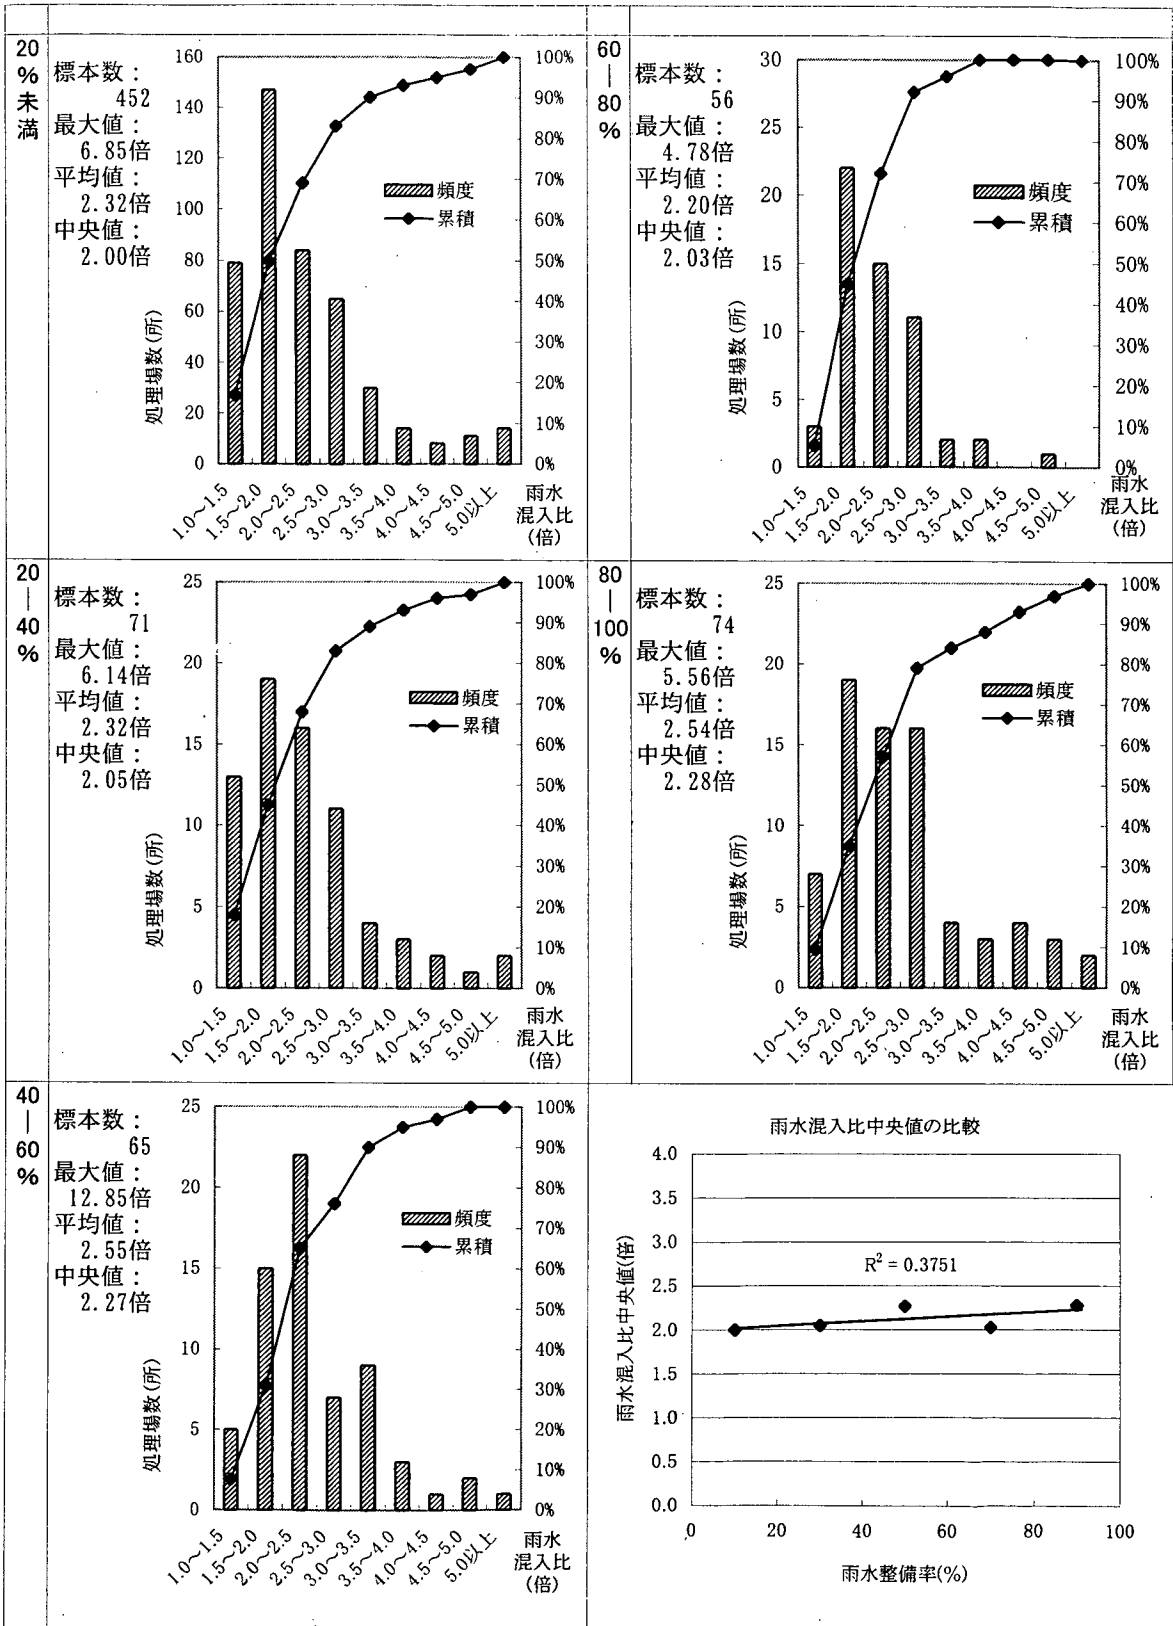 20%未満
標本数：
452
最大値：
6.85倍
平均値：
2.32倍
中央値：
2.00倍
処理場数(所)
160
140
120
100
80
60
40
20
0
頻度
累積
100%
90%
80%
70%
60%
50%
40%
30%
20%
10%
0%
1.0～1.5
1.5～2.0
2.0～2.5
2.5～3.0
3.0～3.5
3.5～4.0
4.0～4.5
4.5～5.0
5.0以上
雨水
混入比
(倍)
60｜80%
標本数：
56
最大値：
4.78倍
平均値：
2.20倍
中央値：
2.03倍
処理場数(所)
30
25
20
15
10
5
0
頻度
累積
100%
90%
80%
70%
60%
50%
40%
30%
20%
10%
0%
1.0～1.5
1.5～2.0
2.0～2.5
2.5～3.0
3.0～3.5
3.5～4.0
4.0～4.5
4.5～5.0
5.0以上
雨水
混入比
(倍)
20｜40%
標本数：
71
最大値：
6.14倍
平均値：
2.32倍
中央値：
2.05倍
処理場数(所)
25
20
15
10
5
0
頻度
累積
100%
90%
80%
70%
60%
50%
40%
30%
20%
10%
0%
1.0～1.5
1.5～2.0
2.0～2.5
2.5～3.0
3.0～3.5
3.5～4.0
4.0～4.5
4.5～5.0
5.0以上
雨水
混入比
(倍)
80｜100%
標本数：
74
最大値：
5.56倍
平均値：
2.54倍
中央値：
2.28倍
処理場数(所)
25
20
15
10
5
0
頻度
累積
100%
90%
80%
70%
60%
50%
40%
30%
20%
10%
0%
1.0～1.5
1.5～2.0
2.0～2.5
2.5～3.0
3.0～3.5
3.5～4.0
4.0～4.5
4.5～5.0
5.0以上
雨水
混入比
(倍)
40｜60%
標本数：
65
最大値：
12.85倍
平均値：
2.55倍
中央値：
2.27倍
処理場数(所)
25
20
15
10
5
0
頻度
累積
100%
90%
80%
70%
60%
50%
40%
30%
20%
10%
0%
1.0～1.5
1.5～2.0
2.0～2.5
2.5～3.0
3.0～3.5
3.5～4.0
4.0～4.5
4.5～5.0
5.0以上
雨水
混入比
(倍)
雨水混入比中央値の比較
雨水混入比中央値(倍)
4.0
3.5
3.0
2.5
2.0
1.5
1.0
0.5
0.0
R² = 0.3751
0 20 40 60 80 100
雨水整備率(%)